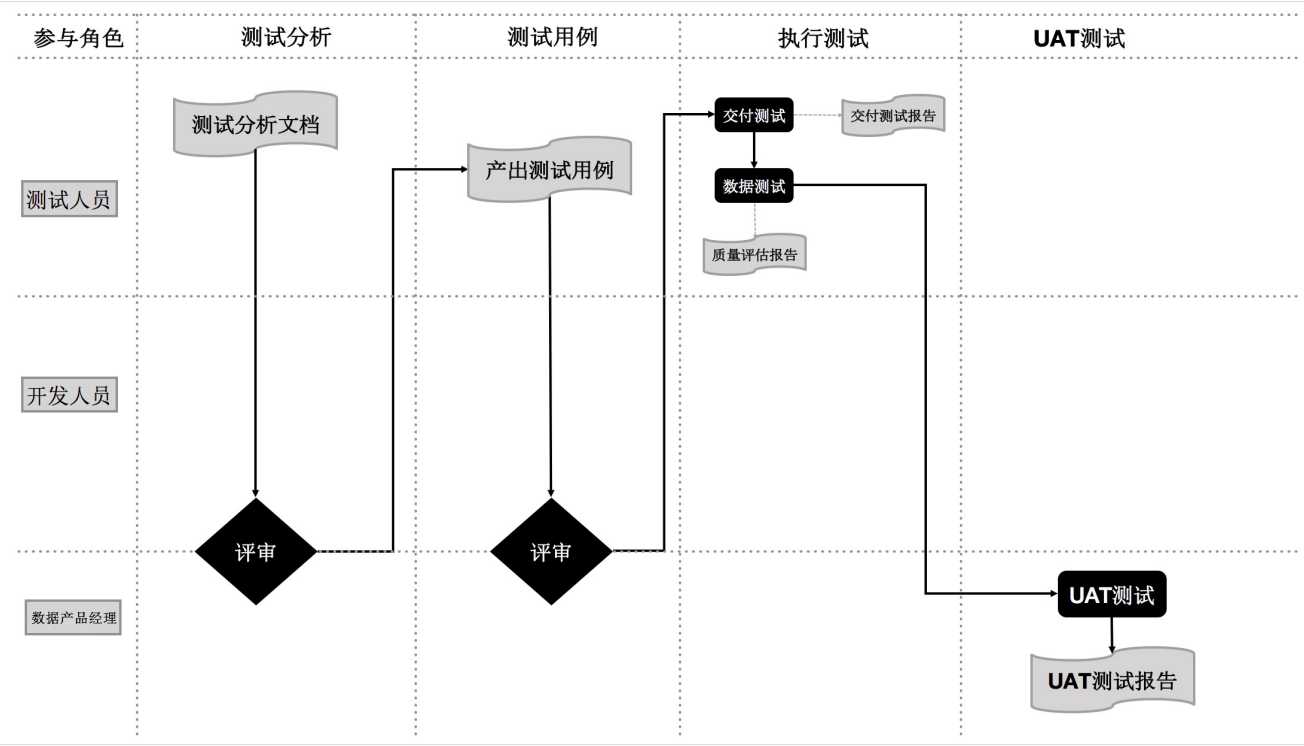 参与角色
测试分析
测试用例
执行测试
UAT测试
测试人员
测试分析文档
产出测试用例
交付测试
交付测试报告
数据测试
质量评估报告
开发人员
评审
评审
数据产品经理
UAT测试
UAT测试报告